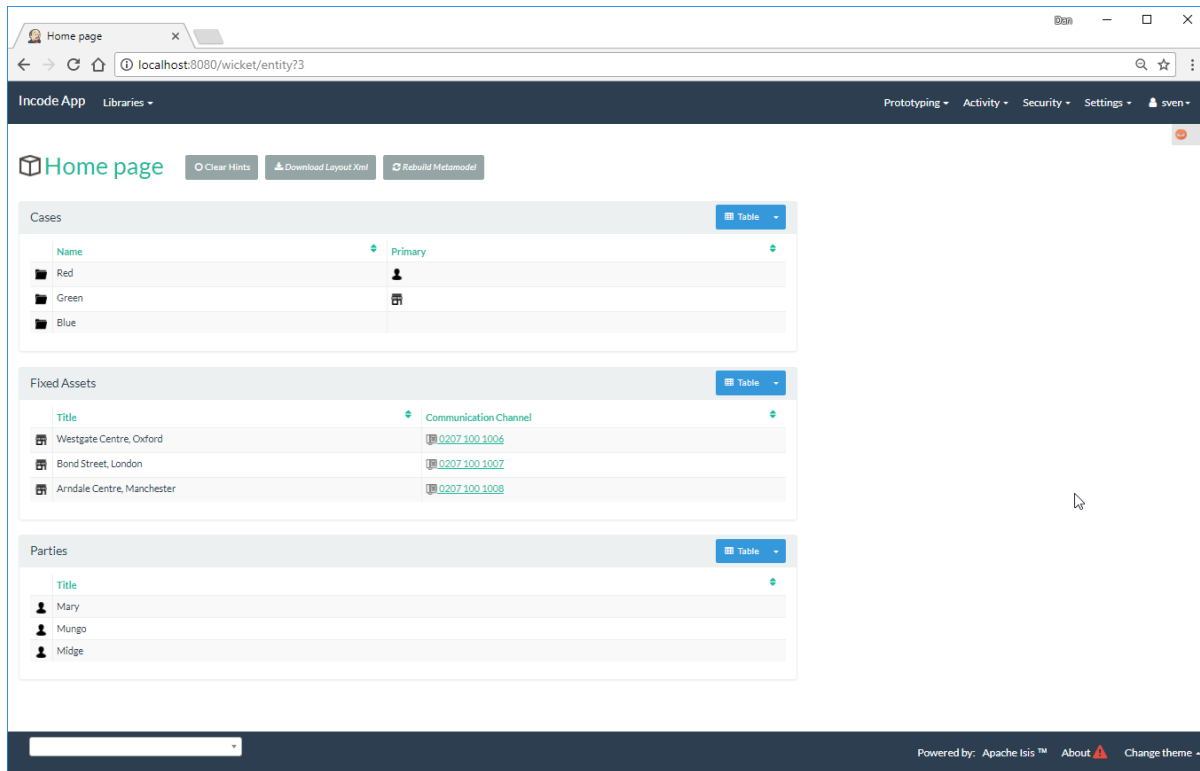 Dan
Home page
localhost:8080/wicket/entity?3
Incode App Libraries Prototyping Activity Security Settings sven
Home page Clear Hints Download Layout Xml Rebuild Metamodel
Cases Table
Name Primary
Red
Green
Blue
Fixed Assets Table
Title Communication Channel
Westgate Centre, Oxford 0207 100 1006
Bond Street, London 0207 100 1007
Arndale Centre, Manchester 0207 100 1008
Parties Table
Title
Mary
Mungo
Midge
Powered by: Apache Isis ™ About Change theme